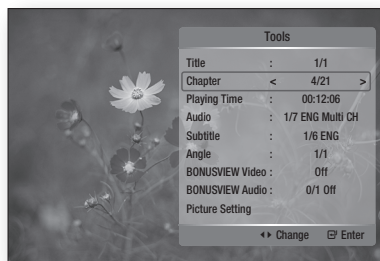 Tools
Title : 1/1
Chapter < 4/21 >
Playing Time : 00:12:06
Audio : 1/7 ENG Multi CH
Subtitle : 1/6 ENG
Angle : 1/1
BONUSVIEW Video : Off
BONUSVIEW Audio : 0/1 Off
Picture Setting
◄► Change Enter